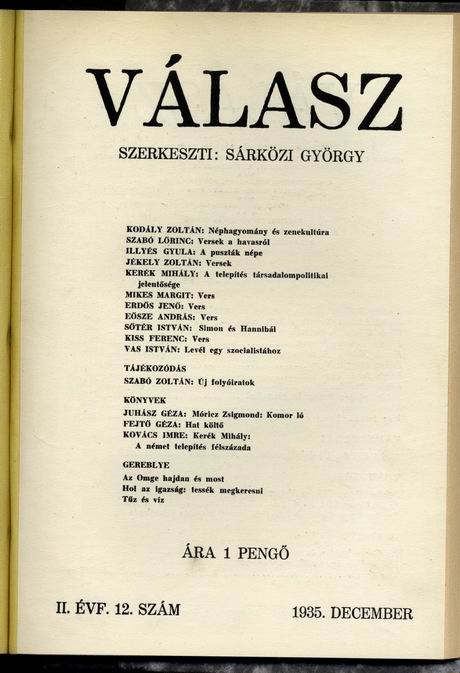 VÁLASZ
SZERKESZTI: SÁRKÖZI GYÖRGY
KODÁLY ZOLTÁN: Néphagyomány és zenekultúra
SZABÓ LŐRINC: Versek a havasról
ILLYÉS GYULA: A puszták népe
JÉKELY ZOLTÁN: Versek
KERÉK MIHÁLY: A telepítés társadalompolitikai
jelentősége
MIKES MARGIT: Vers
ERDŐS JENŐ: Vers
EŐSZE ANDRÁS: Vers
SŐTÉR ISTVÁN: Simon és Hannibál
KISS FERENC: Vers
VAS ISTVÁN: Levél egy szocialistához
TÁJÉKOZÓDÁS
SZABÓ ZOLTÁN: Új folyóiratok
KÖNYVEK
JUHÁSZ GÉZA: Móricz Zsigmond: Komor ló
FEJTŐ GÉZA: Hat költő
KOVÁCS IMRE: Kerék Mihály:
A német telepítés félszázada
GEREBLYE
Az Omge hajdan és most
Hol az igazság: tessék megkeresni
Tűz és víz
ÁRA 1 PENGŐ
II. ÉVF. 12. SZÁM
1935. DECEMBER